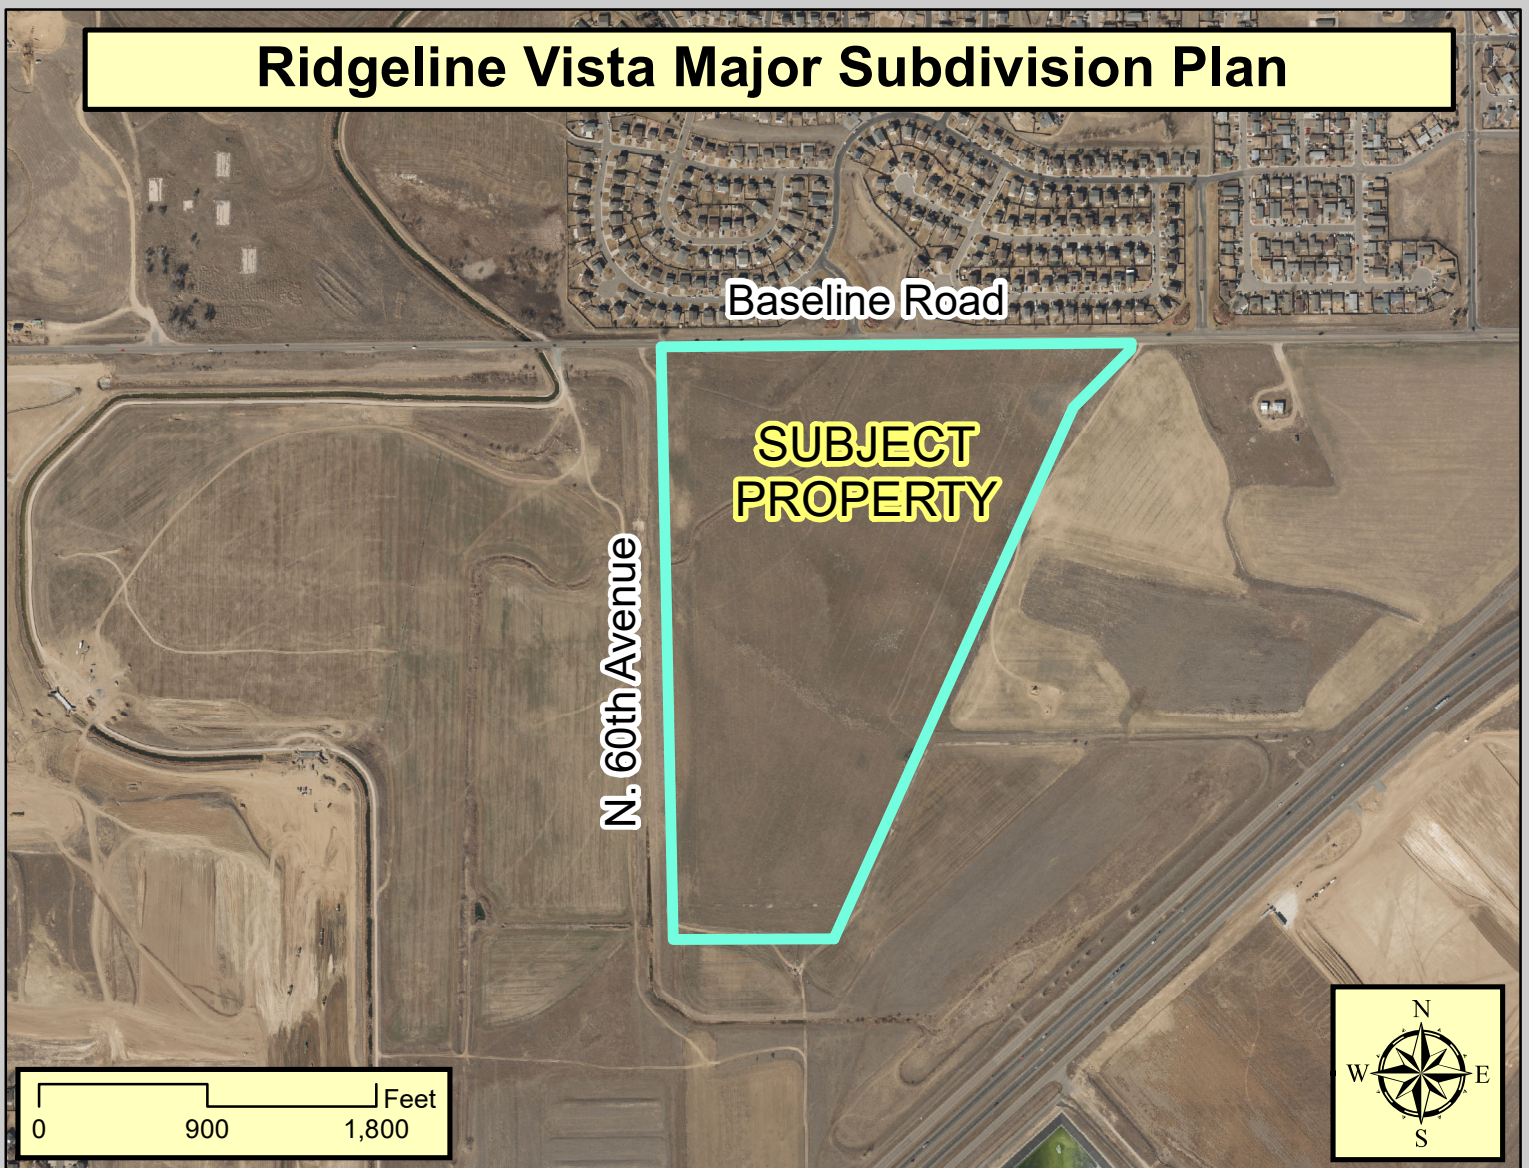 Ridgeline Vista Major Subdivision Plan
Baseline Road
SUBJECT
PROPERTY
N. 60th Avenue
Feet
0 900 1,800
N
W E
S